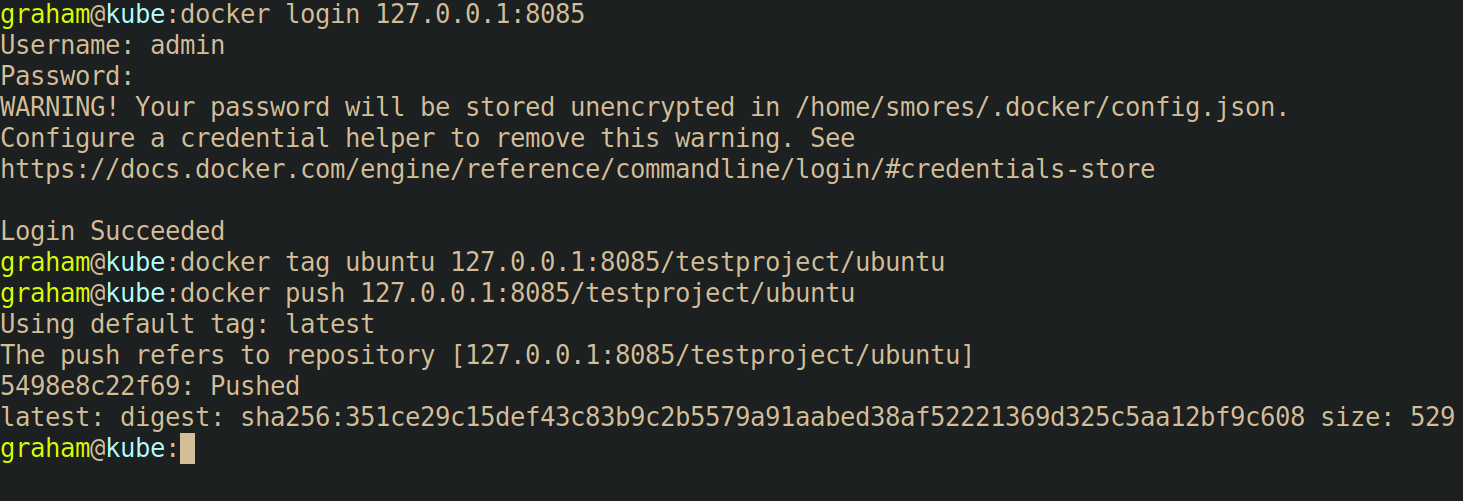 graham@kube:docker login 127.0.0.1:8085
Username: admin
Password:
WARNING! Your password will be stored unencrypted in /home/smores/.docker/config.json.
Configure a credential helper to remove this warning. See
https://docs.docker.com/engine/reference/commandline/login/#credentials-store

Login Succeeded
graham@kube:docker tag ubuntu 127.0.0.1:8085/testproject/ubuntu
graham@kube:docker push 127.0.0.1:8085/testproject/ubuntu
Using default tag: latest
The push refers to repository [127.0.0.1:8085/testproject/ubuntu]
5498e8c22f69: Pushed
latest: digest: sha256:351ce29c15def43c83b9c2b5579a91aabed38af52221369d325c5aa12bf9c608 size: 529
graham@kube: